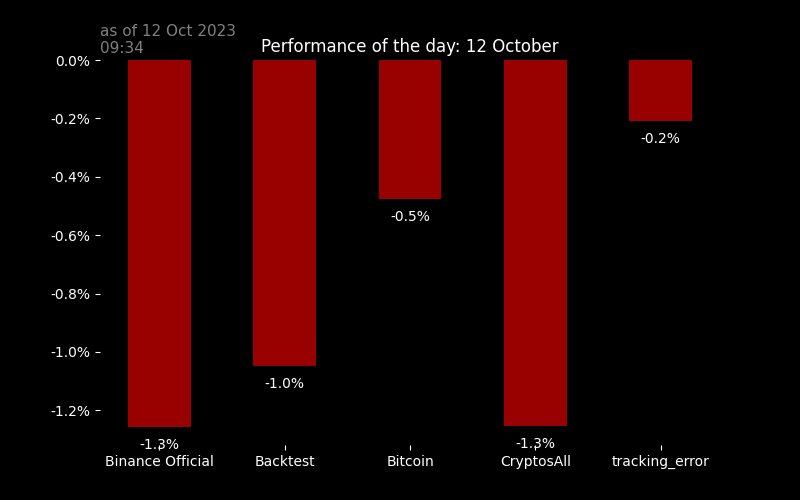 as of 12 Oct 2023
09:34
Performance of the day: 12 October
0.0%
-0.2%
-0.4%
-0.6%
-0.8%
-1.0%
-1.2%
-1.3%
-1.0%
-0.5%
-1.3%
-0.2%
Binance Official
Backtest
Bitcoin
CryptosAll
tracking_error